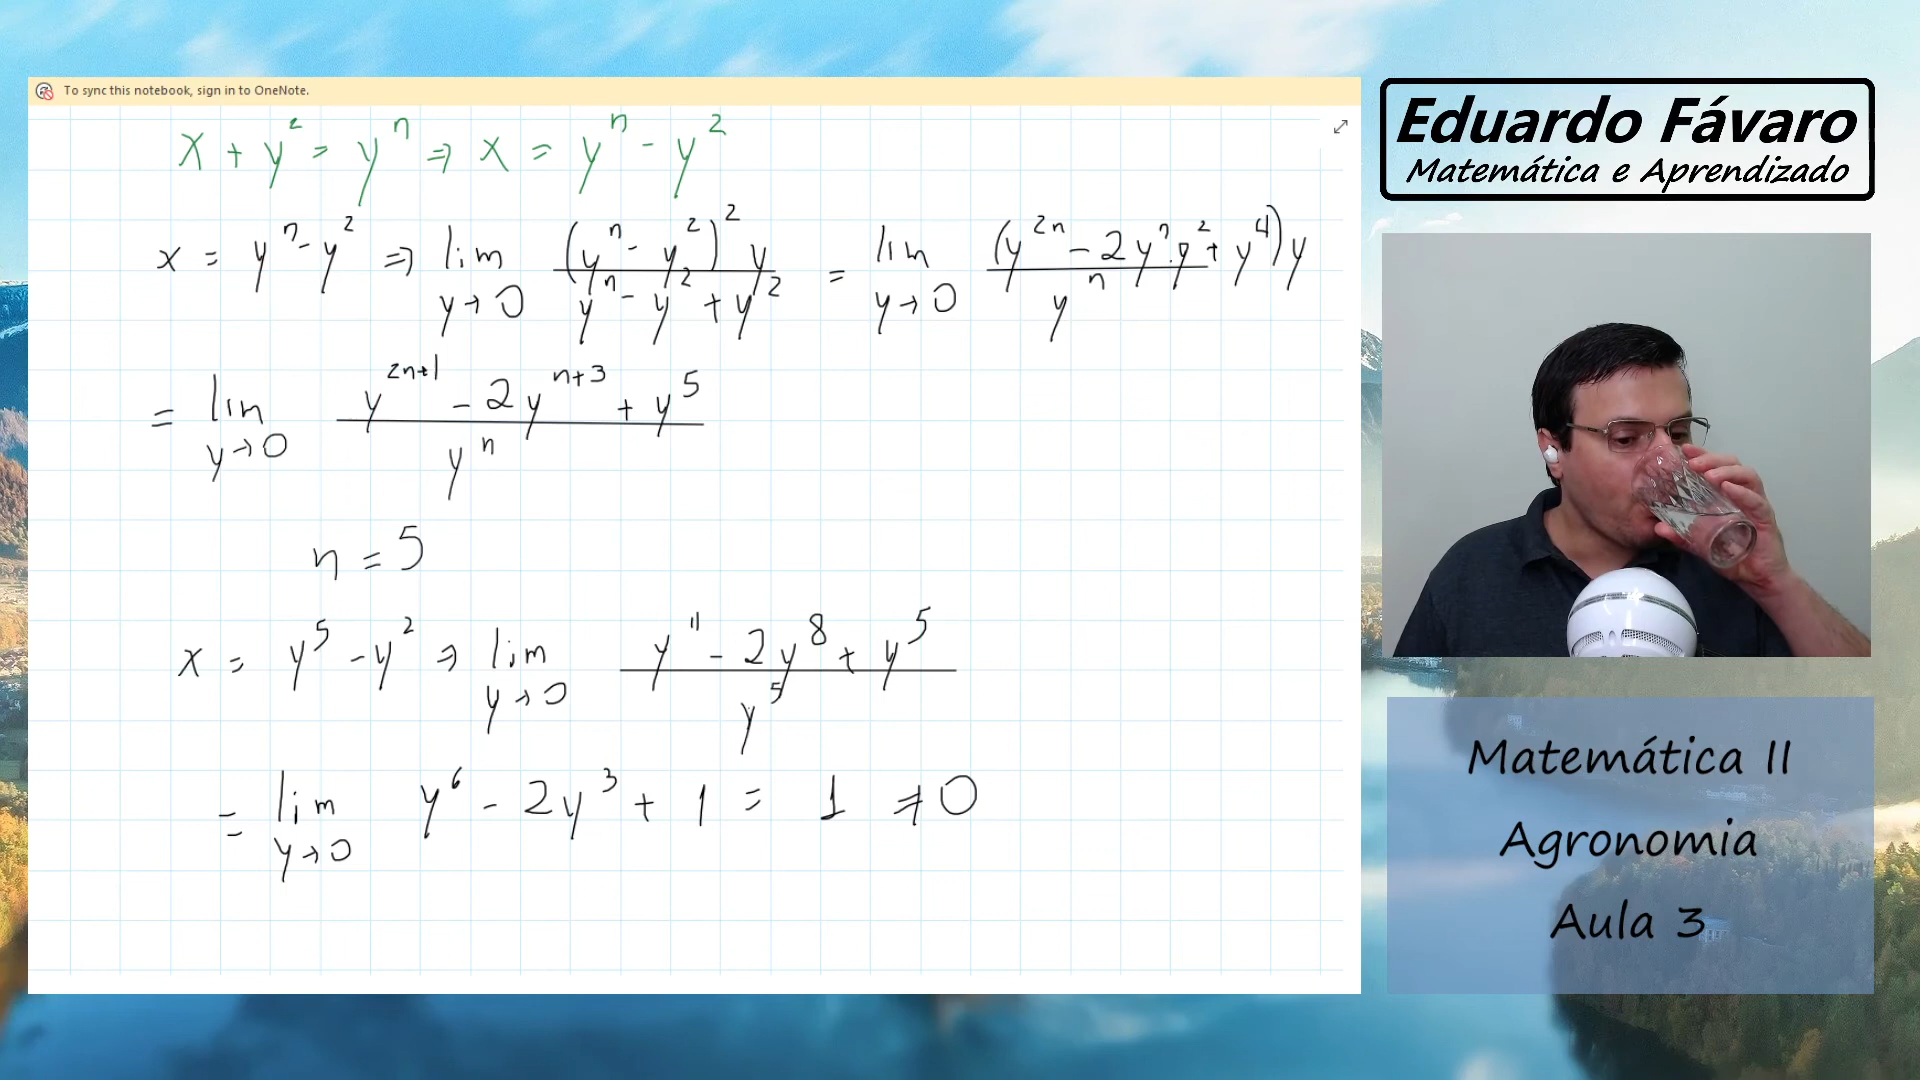 To sync this notebook, sign in to OneNote.
x + y² = yⁿ ⇒ x = yⁿ - y²
x = yⁿ - y² ⇒ lim y→0 (yⁿ - y²)² y / (yⁿ - y² + y²) = lim y→0 (y²ⁿ - 2yⁿ.y² + y⁴) y / yⁿ
= lim y→0 (y²ⁿ⁺¹ - 2yⁿ⁺³ + y⁵) / yⁿ
n = 5
x = y⁵ - y² ⇒ lim y→0 (y¹¹ - 2y⁸ + y⁵) / y⁵
= lim y→0 y⁶ - 2y³ + 1 = 1 ≠ 0
Eduardo Fávaro
Matemática e Aprendizado
Matemática II
Agronomia
Aula 3